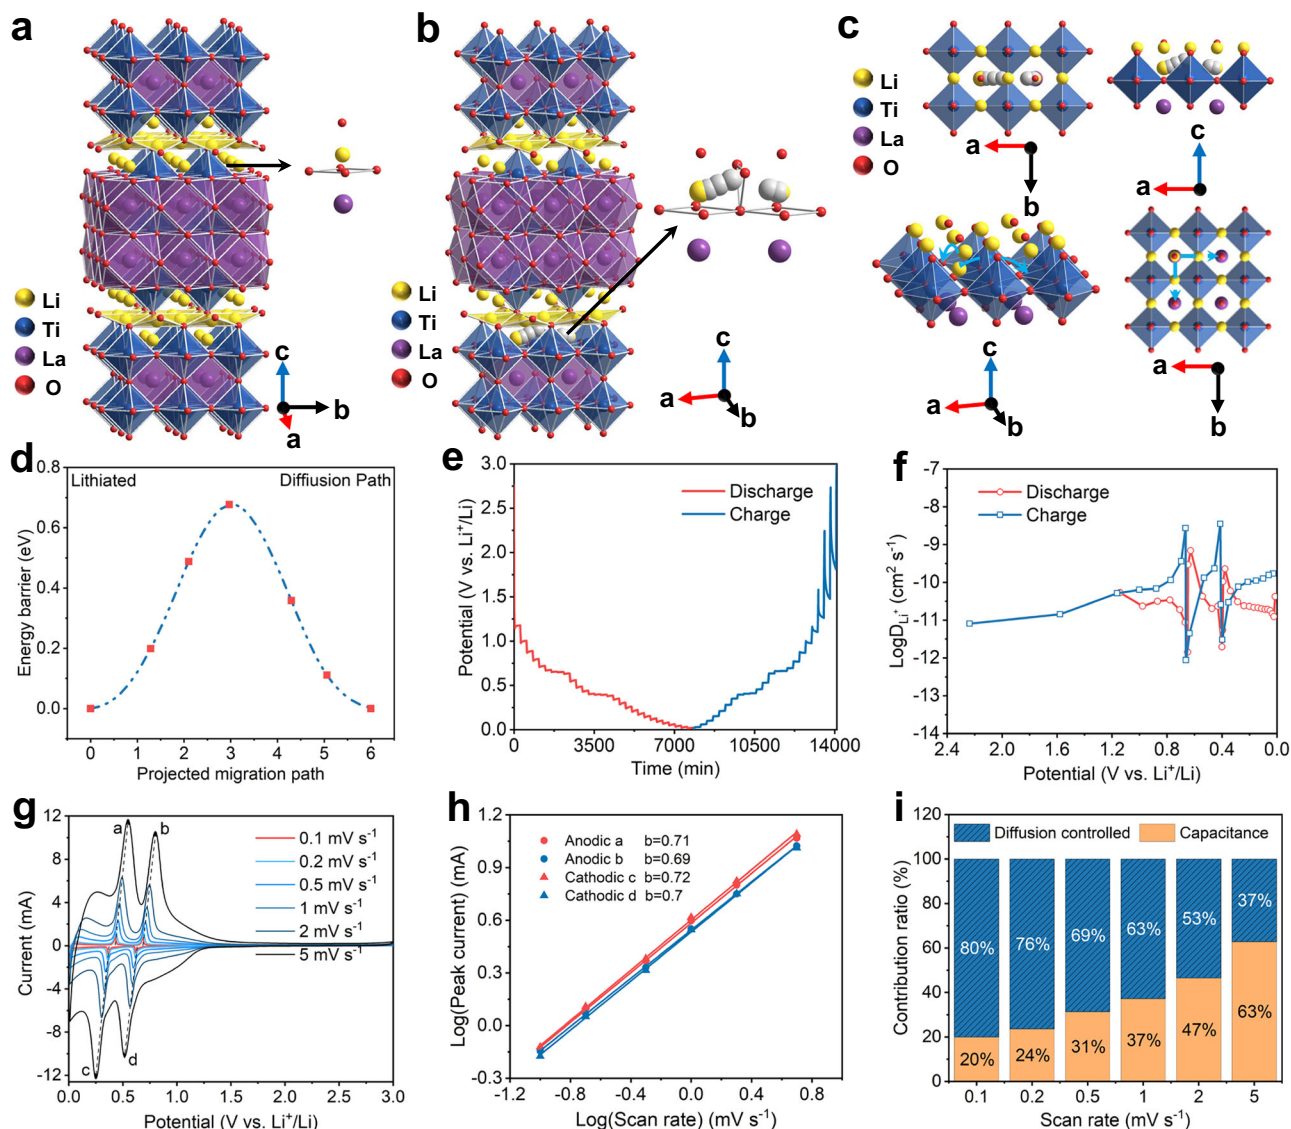 a
Li
Ti
La
O
c
b
a
b
Li
Ti
La
O
c
a
b
c
Li
Ti
La
O
a
b
c
a
c
a
b
a
b
d
0.8
0.6
0.4
0.2
0.0
Energy barrier (eV)
Lithiated
Diffusion Path
0 1 2 3 4 5 6
Projected migration path
e
3.0
2.5
2.0
1.5
1.0
0.5
0.0
Potential (V vs. Li⁺/Li)
Discharge
Charge
0 3500 7000 10500 14000
Time (min)
f
-7
-8
-9
-10
-11
-12
-13
-14
LogD Li⁺ (cm² s⁻¹)
Discharge
Charge
2.4 2.0 1.6 1.2 0.8 0.4 0.0
Potential (V vs. Li⁺/Li)
g
12
8
4
0
-4
-8
-12
Current (mA)
a
b
c
d
0.1 mV s⁻¹
0.2 mV s⁻¹
0.5 mV s⁻¹
1 mV s⁻¹
2 mV s⁻¹
5 mV s⁻¹
0.0 0.5 1.0 1.5 2.0 2.5 3.0
Potential (V vs. Li⁺/Li)
h
1.2
0.9
0.6
0.3
0.0
-0.3
Log(Peak current) (mA)
Anodic a b=0.71
Anodic b b=0.69
Cathodic c b=0.72
Cathodic d b=0.7
-1.2 -0.8 -0.4 0.0 0.4 0.8
Log(Scan rate) (mV s⁻¹)
i
120
100
80
60
40
20
0
Contribution ratio (%)
Diffusion controlled
Capacitance
80% 76% 69% 63% 53% 37%
20% 24% 31% 37% 47% 63%
0.1 0.2 0.5 1 2 5
Scan rate (mV s⁻¹)